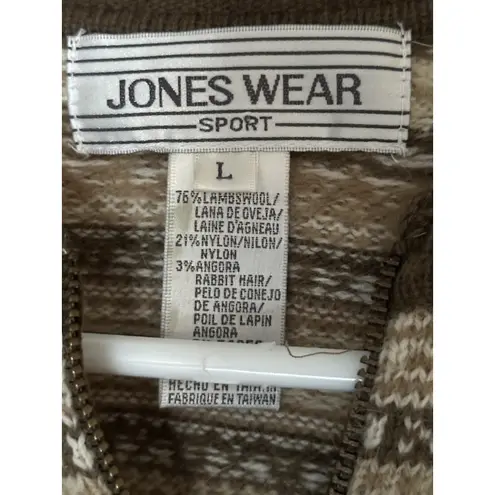 JONES WEAR
SPORT
L
76% LAMBSWOOL/
LANA DE OVEJA/
LAINE D'AGNEAU
21% NYLON/NILON/
NYLON
3% ANGORA
RABBIT HAIR/
PELO DE CONEJO
DE ANGORA/
POIL DE LAPIN
ANGORA
HECHO EN TAIWAN
FABRIQUE EN TAIWAN